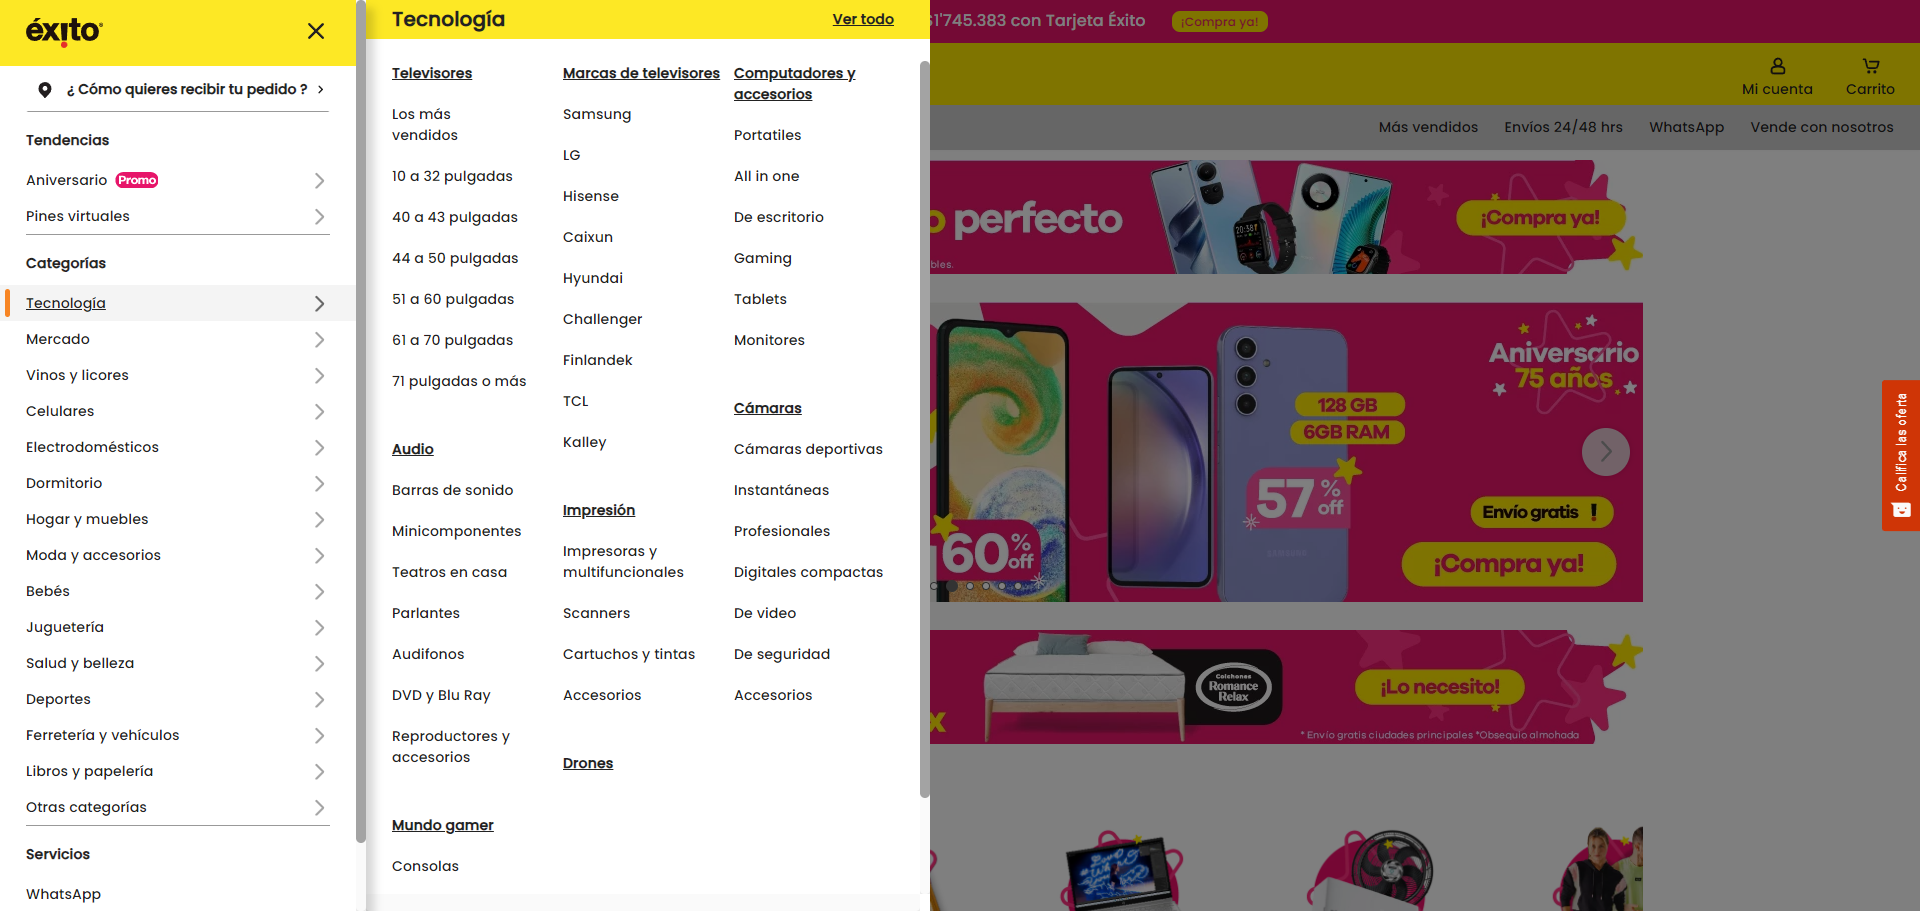 éxito
¿ Cómo quieres recibir tu pedido ?
Tendencias
Aniversario Promo
Pines virtuales
Categorías
Tecnología
Mercado
Vinos y licores
Celulares
Electrodomésticos
Dormitorio
Hogar y muebles
Moda y accesorios
Bebés
Juguetería
Salud y belleza
Deportes
Ferretería y vehículos
Libros y papelería
Otras categorías
Servicios
WhatsApp
Tecnología
Ver todo
Televisores
Los más
vendidos
10 a 32 pulgadas
40 a 43 pulgadas
44 a 50 pulgadas
51 a 60 pulgadas
61 a 70 pulgadas
71 pulgadas o más
Audio
Barras de sonido
Minicomponentes
Teatros en casa
Parlantes
Audifonos
DVD y Blu Ray
Reproductores y
accesorios
Mundo gamer
Consolas
Marcas de televisores
Samsung
LG
Hisense
Caixun
Hyundai
Challenger
Finlandek
TCL
Kalley
Impresión
Impresoras y
multifuncionales
Scanners
Cartuchos y tintas
Accesorios
Drones
Computadores y
accesorios
Portatiles
All in one
De escritorio
Gaming
Tablets
Monitores
Cámaras
Cámaras deportivas
Instantáneas
Profesionales
Digitales compactas
De video
De seguridad
Accesorios
$1'745.383 con Tarjeta Éxito
¡Compra ya!
Mi cuenta
Carrito
Más vendidos
Envíos 24/48 hrs
WhatsApp
Vende con nosotros
o perfecto
20:38
¡Compra ya!
bles.
Aniversario
75 años
128 GB
6GB RAM
57% off
60% off
Envío gratis !
¡Compra ya!
Califica las oferta
x
Colchones
Romance
Relax
¡Lo necesito!
* Envío gratis ciudades principales *Obsequio almohada